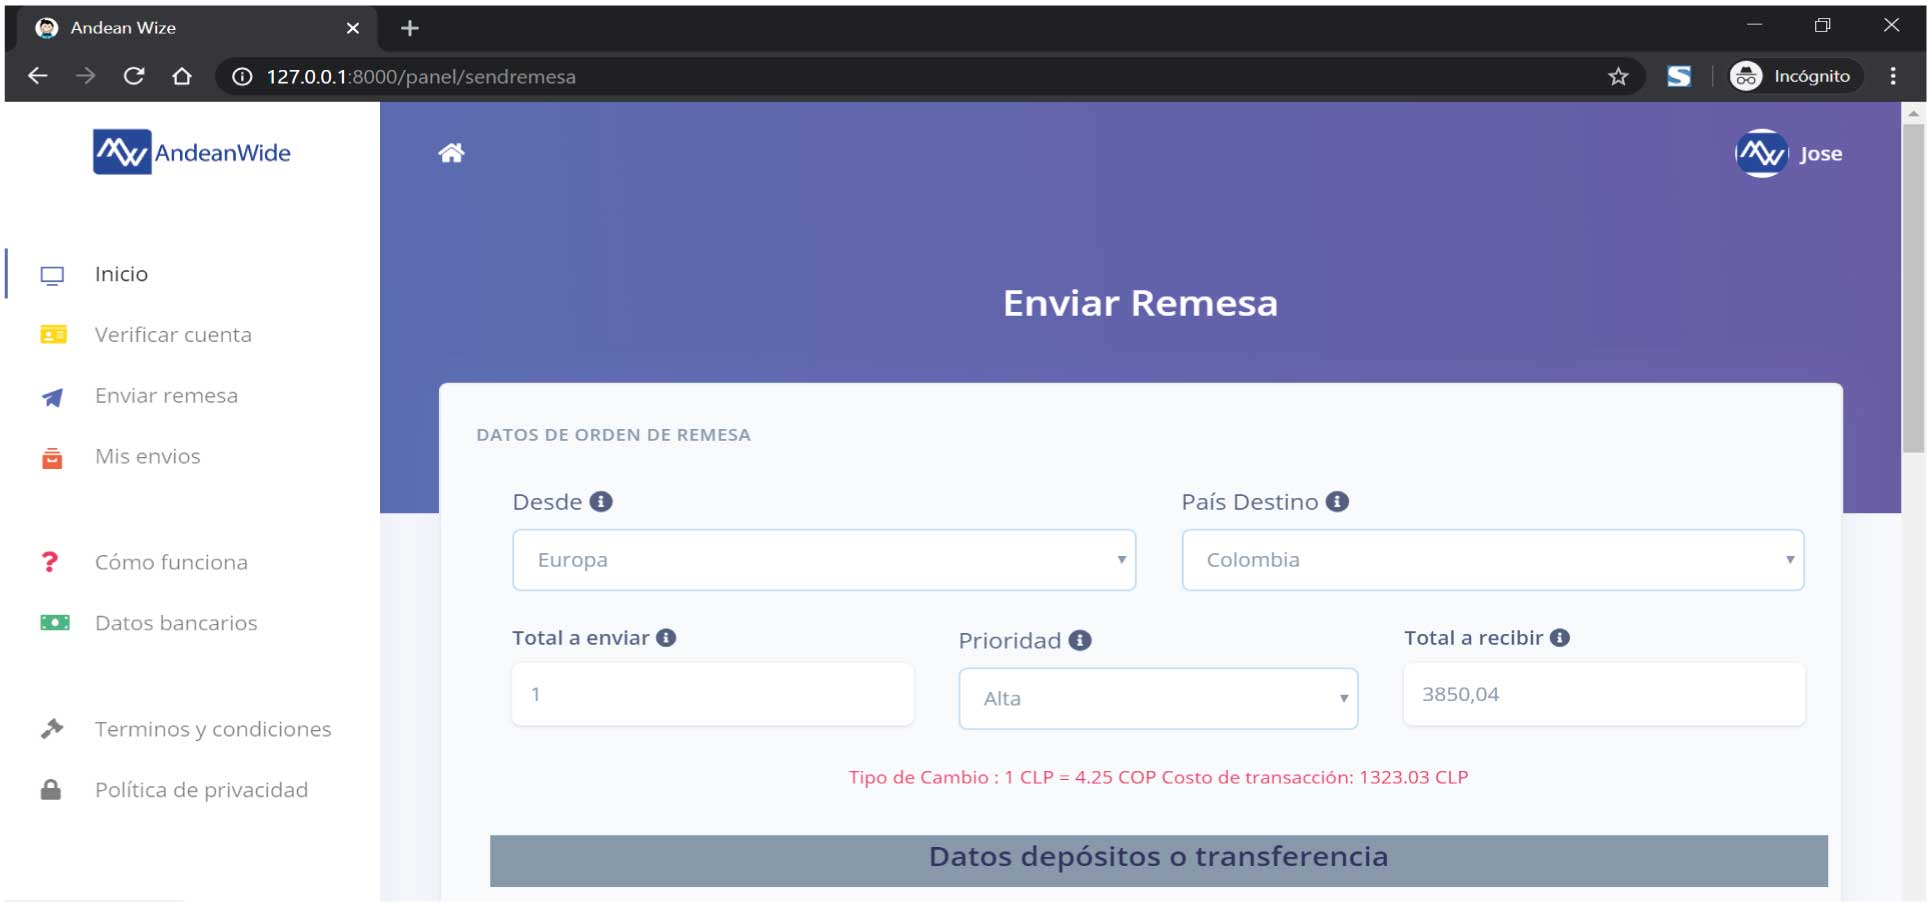 Andean Wize
127.0.0.1:8000/panel/sendremesa
Incógnito
AndeanWide
Jose
Inicio
Verificar cuenta
Enviar remesa
Mis envios
Cómo funciona
Datos bancarios
Terminos y condiciones
Política de privacidad
Enviar Remesa
DATOS DE ORDEN DE REMESA
Desde
País Destino
Europa
Colombia
Total a enviar
Prioridad
Total a recibir
1
Alta
3850,04
Tipo de Cambio : 1 CLP = 4.25 COP Costo de transacción: 1323.03 CLP
Datos depósitos o transferencia